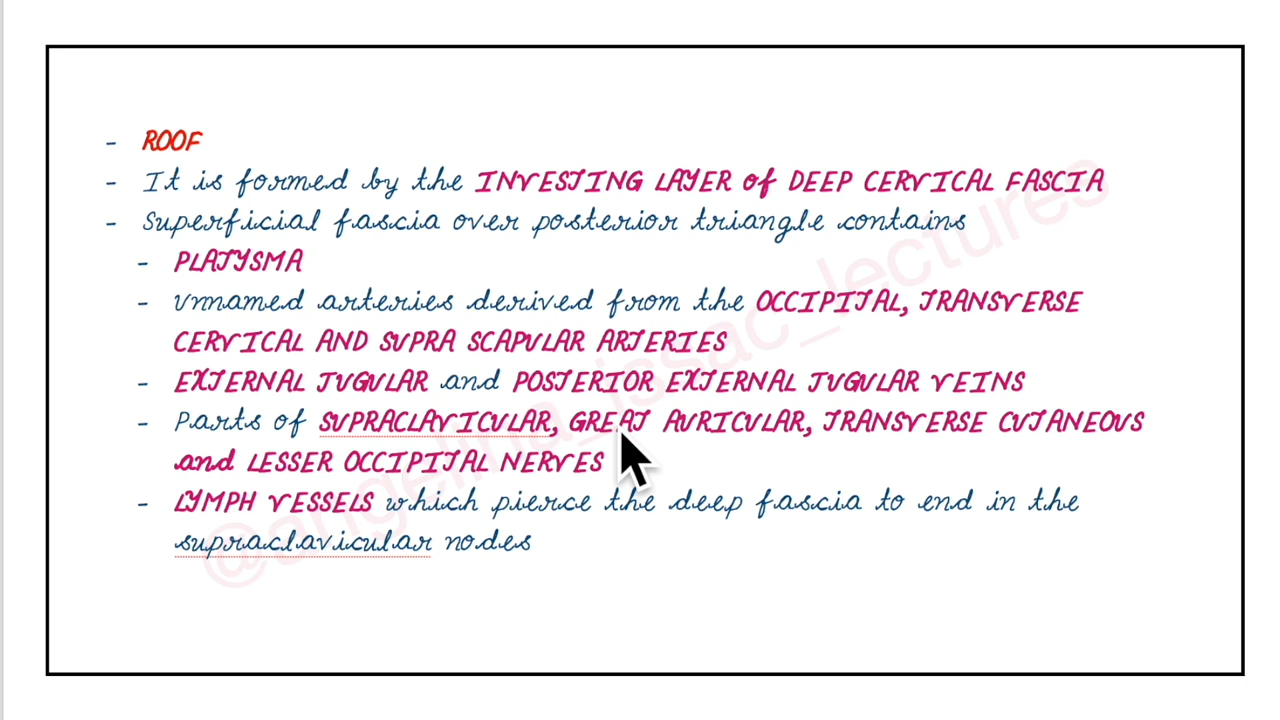 - ROOF
- It is formed by the INVESTING LAYER of DEEP CERVICAL FASCIA
- Superficial fascia over posterior triangle contains
- PLATYSMA
- Unnamed arteries derived from the OCCIPITAL, TRANSVERSE
CERVICAL AND SUPRA SCAPULAR ARTERIES
- EXTERNAL JUGULAR and POSTERIOR EXTERNAL JUGULAR VEINS
- Parts of SUPRACLAVICULAR, GREAT AURICULAR, TRANSVERSE CUTANEOUS
and LESSER OCCIPITAL NERVES
- LYMPH VESSELS which pierce the deep fascia to end in the
supraclavicular nodes
@angelina_issac_lectures